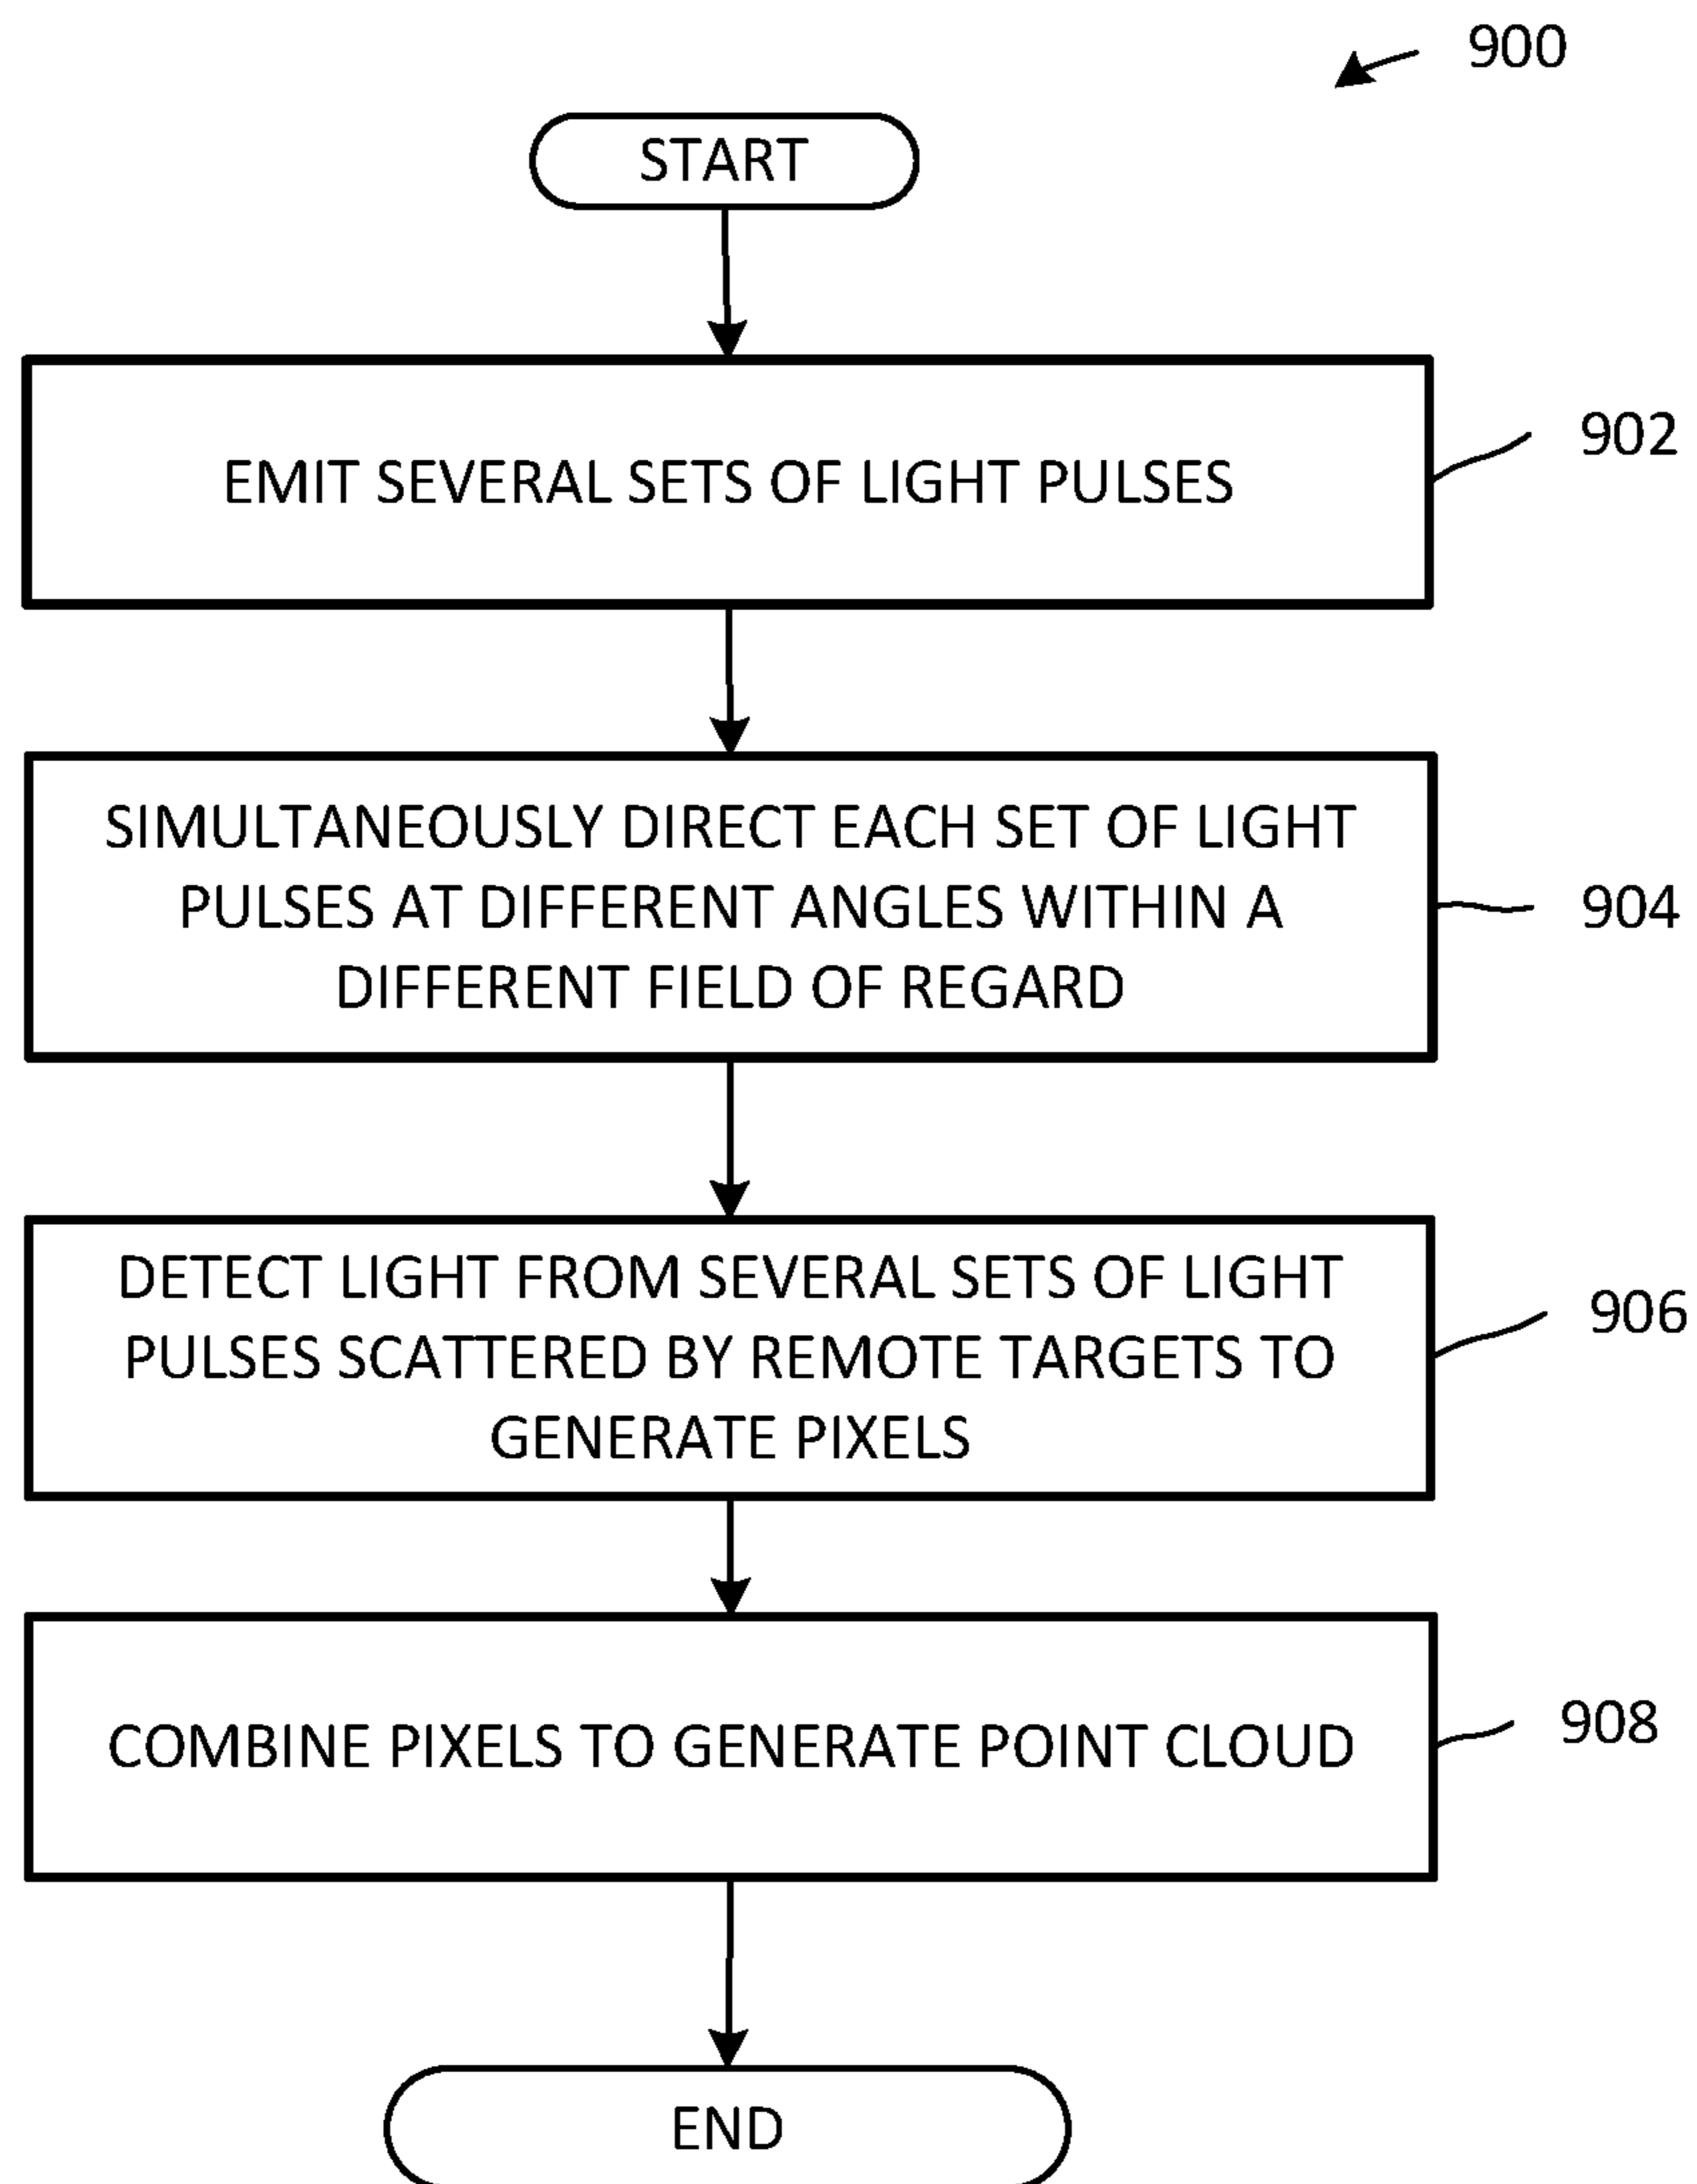 900
START
EMIT SEVERAL SETS OF LIGHT PULSES
902
SIMULTANEOUSLY DIRECT EACH SET OF LIGHT
PULSES AT DIFFERENT ANGLES WITHIN A
DIFFERENT FIELD OF REGARD
904
DETECT LIGHT FROM SEVERAL SETS OF LIGHT
PULSES SCATTERED BY REMOTE TARGETS TO
GENERATE PIXELS
906
COMBINE PIXELS TO GENERATE POINT CLOUD
908
END